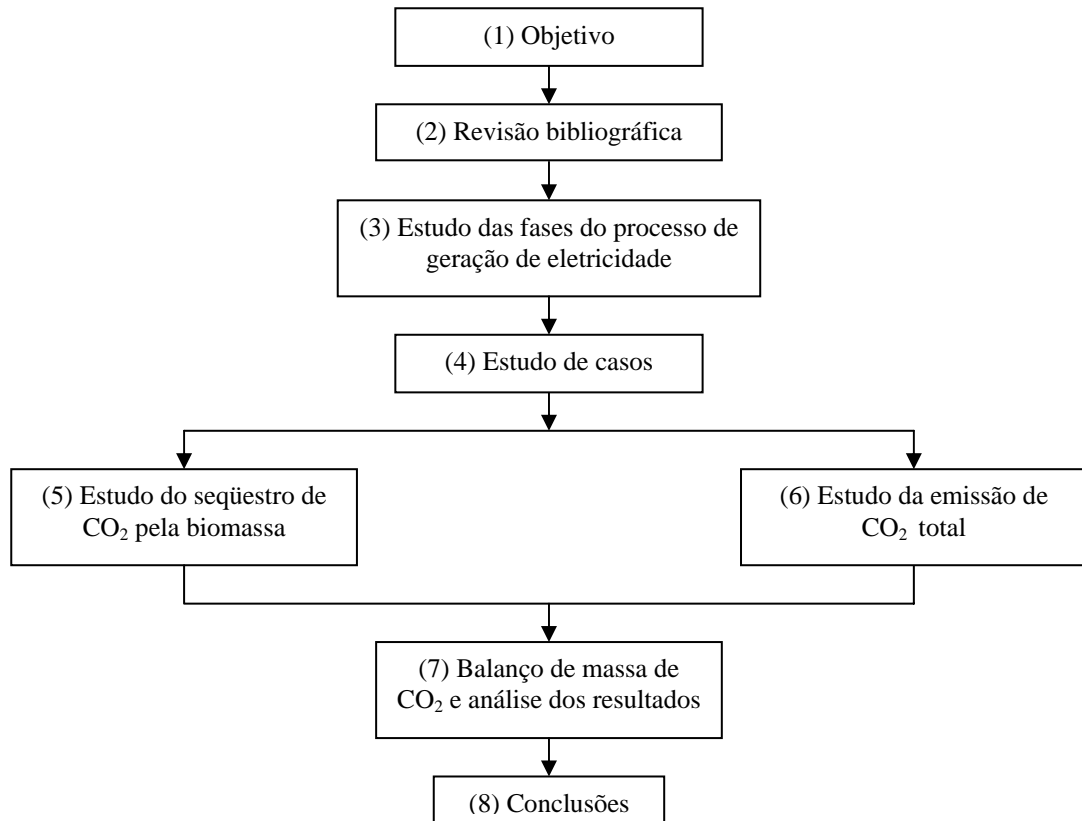 (1) Objetivo
(2) Revisão bibliográfica
(3) Estudo das fases do processo de
geração de eletricidade
(4) Estudo de casos
(5) Estudo do seqüestro de
CO₂ pela biomassa
(6) Estudo da emissão de
CO₂ total
(7) Balanço de massa de
CO₂ e análise dos resultados
(8) Conclusões